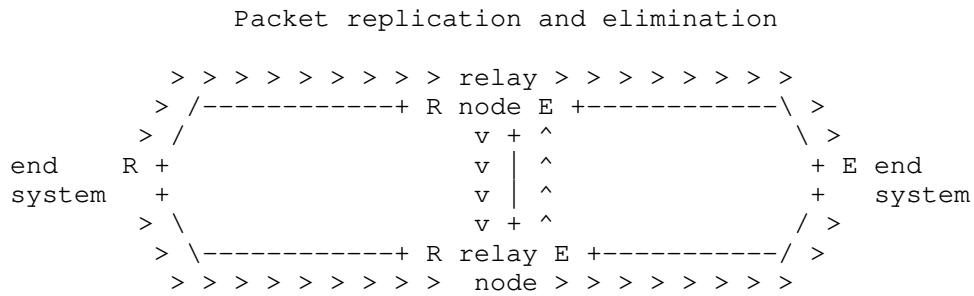 Packet replication and elimination
> > > > > > > > > relay > > > > > > > >
> /------------+ R node E +------------\ >
> / v + ^ \ >
end R + v | ^ + E end
system + v | ^ + system
> \ v + ^ / >
> \------------+ R relay E +-----------/ >
> > > > > > > > > node > > > > > > > >